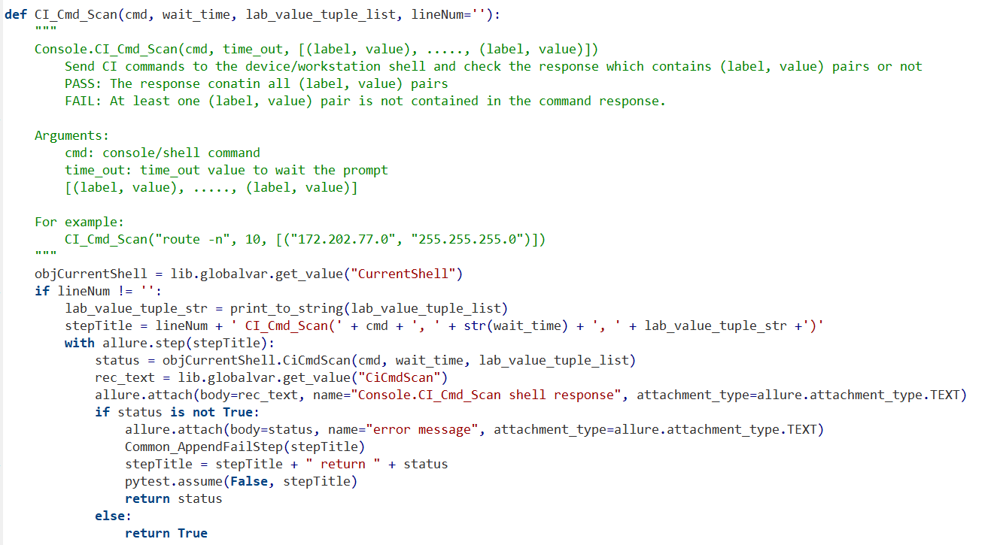 def CI_Cmd_Scan(cmd, wait_time, lab_value_tuple_list, lineNum=''):
    """
    Console.CI_Cmd_Scan(cmd, time_out, [(label, value), ....., (label, value)])
        Send CI commands to the device/workstation shell and check the response which contains (label, value) pairs or not
        PASS: The response conatin all (label, value) pairs
        FAIL: At least one (label, value) pair is not contained in the command response.

    Arguments:
        cmd: console/shell command
        time_out: time_out value to wait the prompt
        [(label, value), ....., (label, value)]

    For example:
        CI_Cmd_Scan("route -n", 10, [("172.202.77.0", "255.255.255.0")])
    """
    objCurrentShell = lib.globalvar.get_value("CurrentShell")
    if lineNum != '':
        lab_value_tuple_str = print_to_string(lab_value_tuple_list)
        stepTitle = lineNum + ' CI_Cmd_Scan(' + cmd + ', ' + str(wait_time) + ', ' + lab_value_tuple_str +')'
        with allure.step(stepTitle):
            status = objCurrentShell.CiCmdScan(cmd, wait_time, lab_value_tuple_list)
            rec_text = lib.globalvar.get_value("CiCmdScan")
            allure.attach(body=rec_text, name="Console.CI_Cmd_Scan shell response", attachment_type=allure.attachment_type.TEXT)
            if status is not True:
                allure.attach(body=status, name="error message", attachment_type=allure.attachment_type.TEXT)
                Common_AppendFailStep(stepTitle)
                stepTitle = stepTitle + " return " + status
                pytest.assume(False, stepTitle)
                return status
            else:
                return True